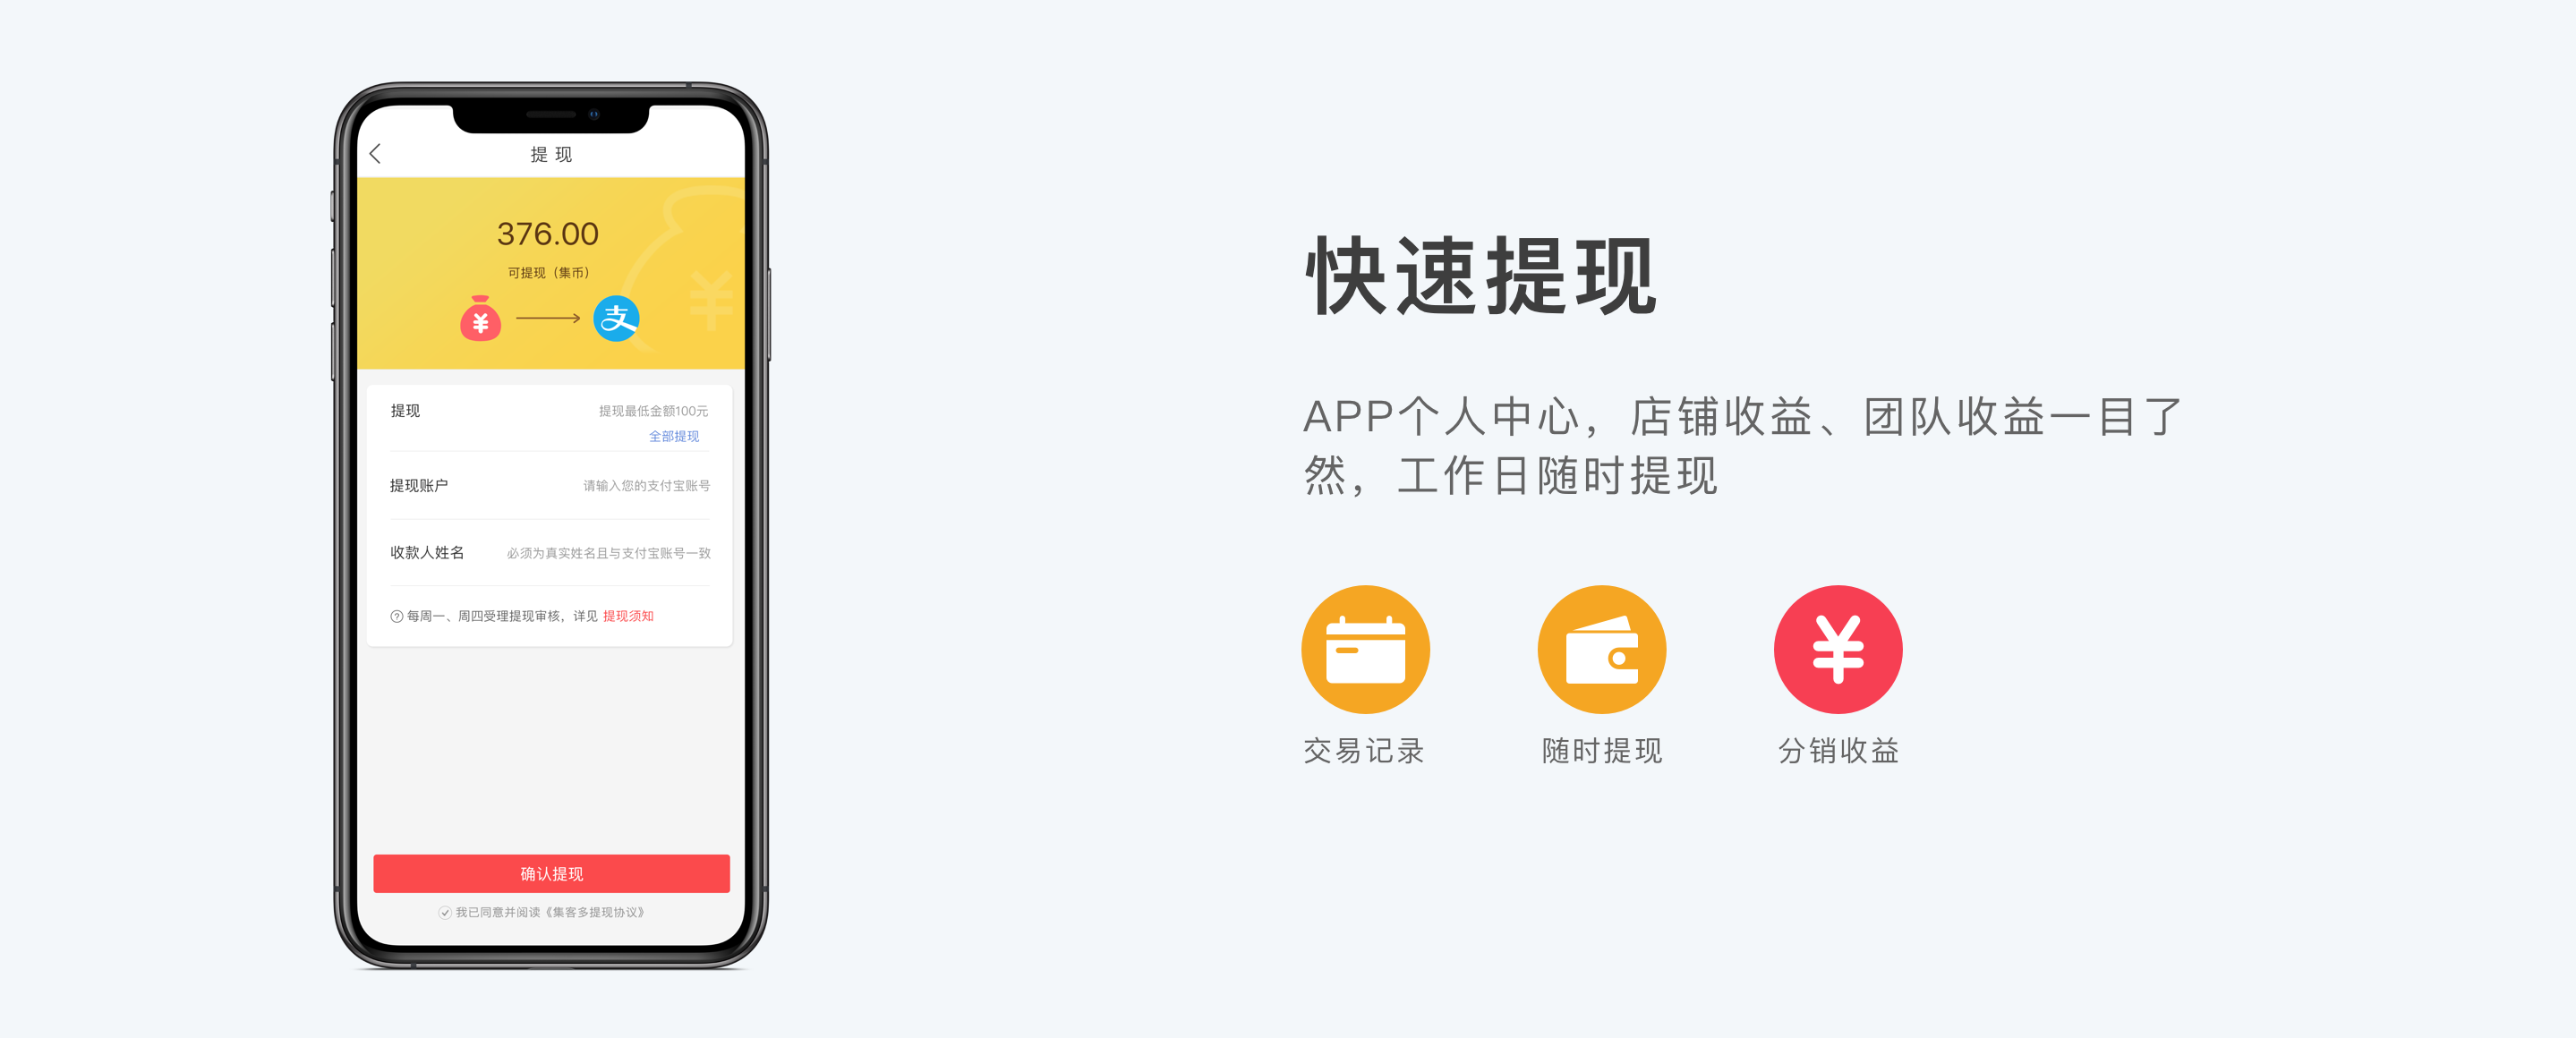 提现
376.00
可提现（集币）
支
提现
提现最低金额100元
全部提现
提现账户
请输入您的支付宝账号
收款人姓名
必须为真实姓名且与支付宝账号一致
每周一、周四受理提现审核，详见 提现须知
确认提现
我已同意并阅读《集客多提现协议》
快速提现
APP个人中心，店铺收益、团队收益一目了
然，工作日随时提现
交易记录
随时提现
分销收益